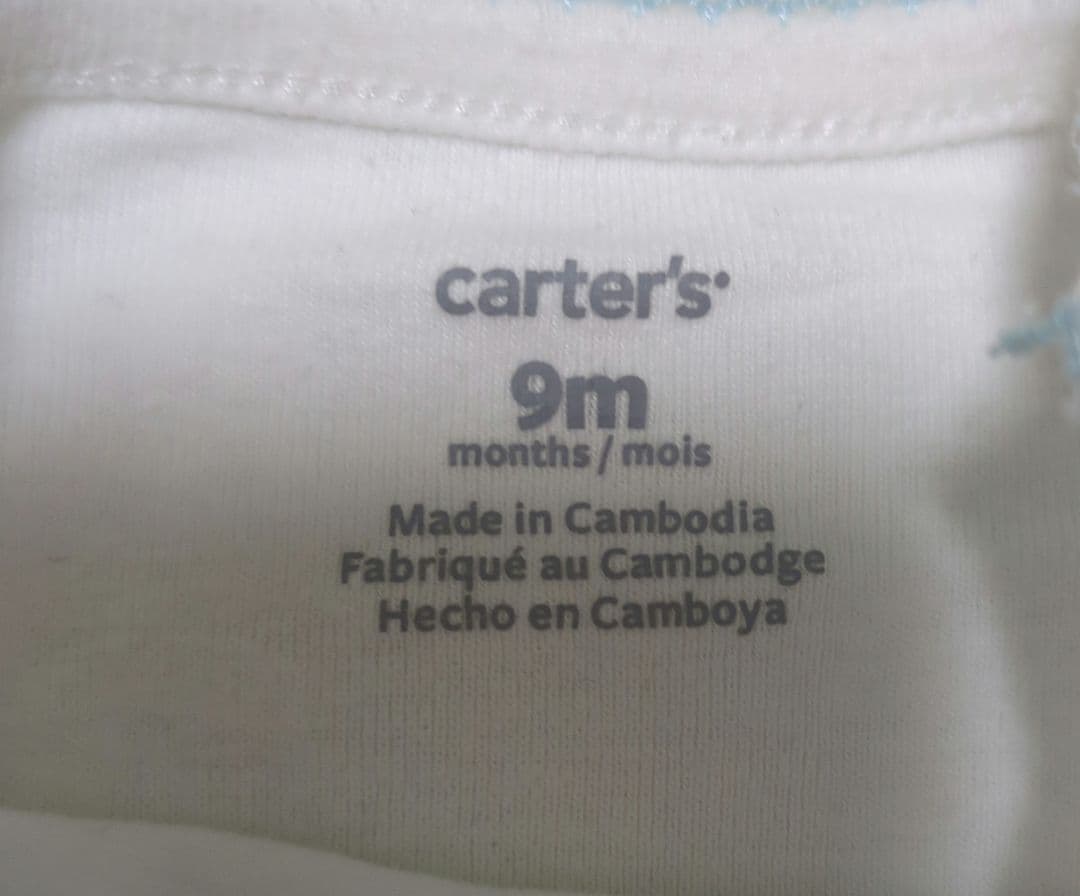 carter's
9m
months/mois
Made in Cambodia
Fabriqué au Cambodge
Hecho en Camboya